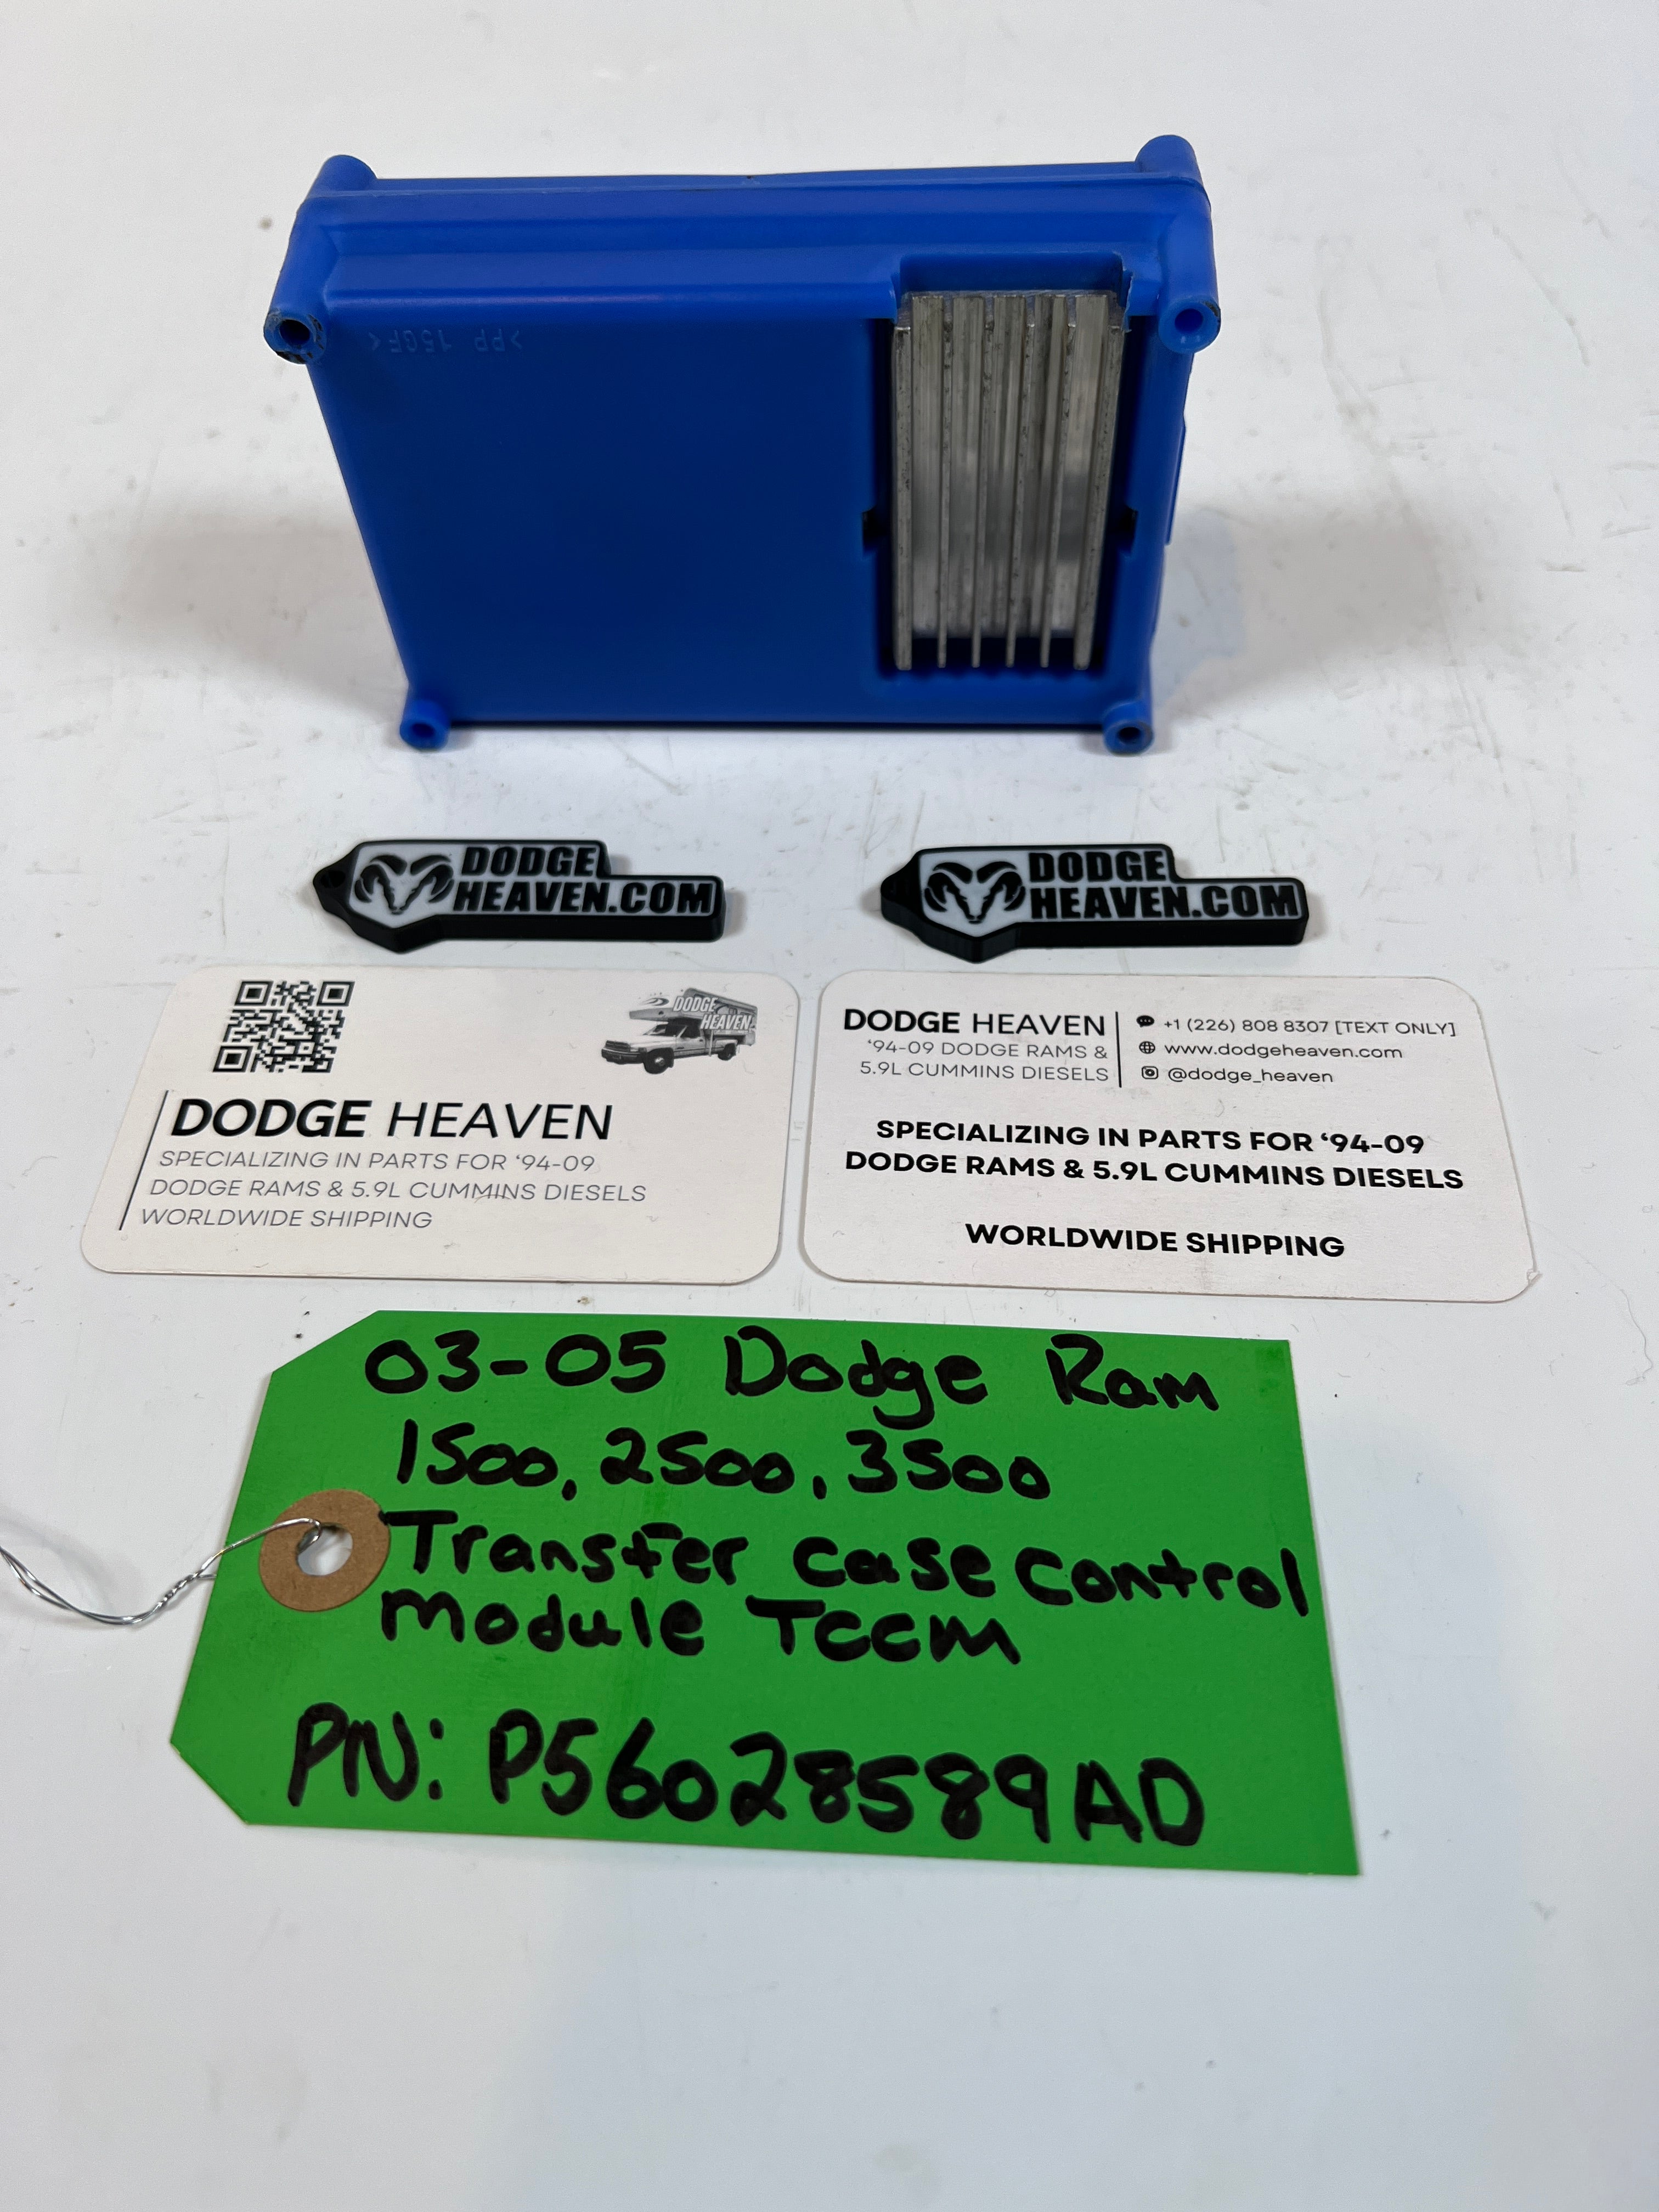 >PP 15GF<
DODGE
HEAVEN.COM
DODGE
HEAVEN.COM
DODGE
HEAVEN
DODGE HEAVEN
SPECIALIZING IN PARTS FOR ‘94-09
DODGE RAMS & 5.9L CUMMINS DIESELS
WORLDWIDE SHIPPING
DODGE HEAVEN
‘94-09 DODGE RAMS &
5.9L CUMMINS DIESELS
+1 (226) 808 8307 [TEXT ONLY]
www.dodgeheaven.com
@dodge_heaven
SPECIALIZING IN PARTS FOR ‘94-09
DODGE RAMS & 5.9L CUMMINS DIESELS
WORLDWIDE SHIPPING
03-05 Dodge Ram
1500, 2500, 3500
Transfer case control
module TCCM
PN: P56028589AD